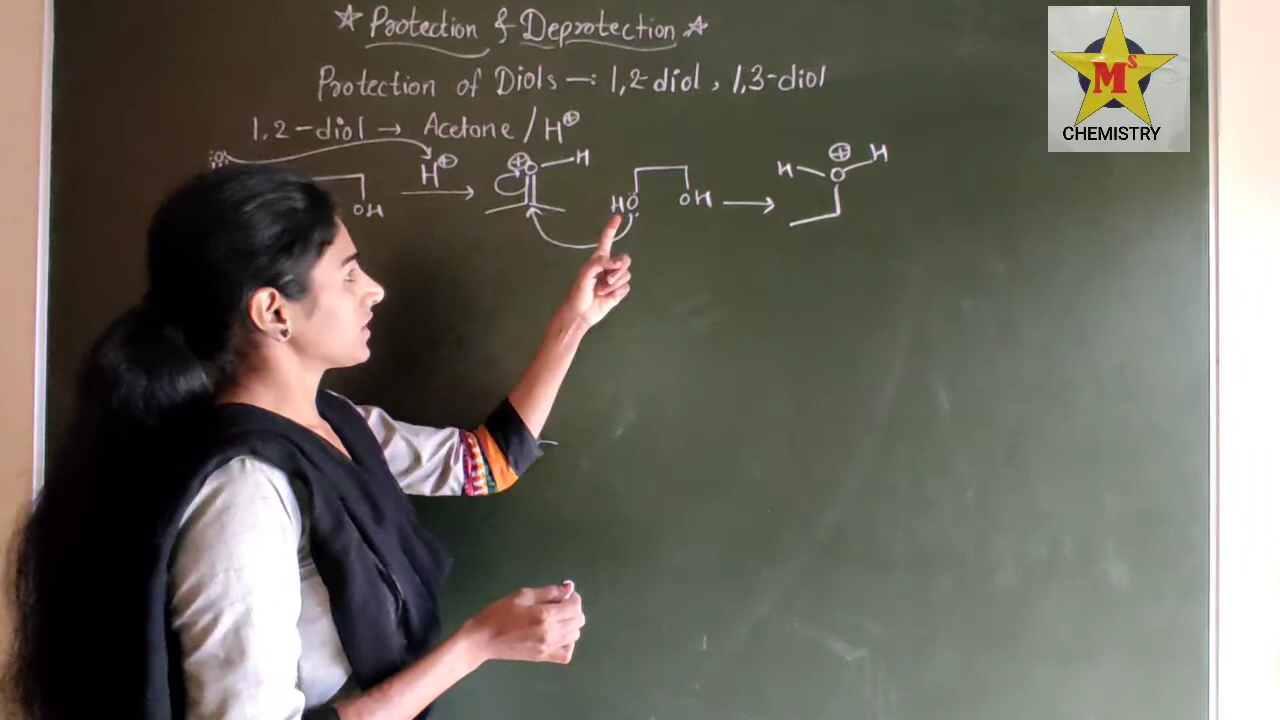 ☆ Protection & Deprotection ☆
Protection of Diols —: 1,2 diol, 1,3-diol
1,2-diol → Acetone / H⊕
O OH H⊕ → ⊕ O H HO OH → H O ⊕ H
M^S
CHEMISTRY